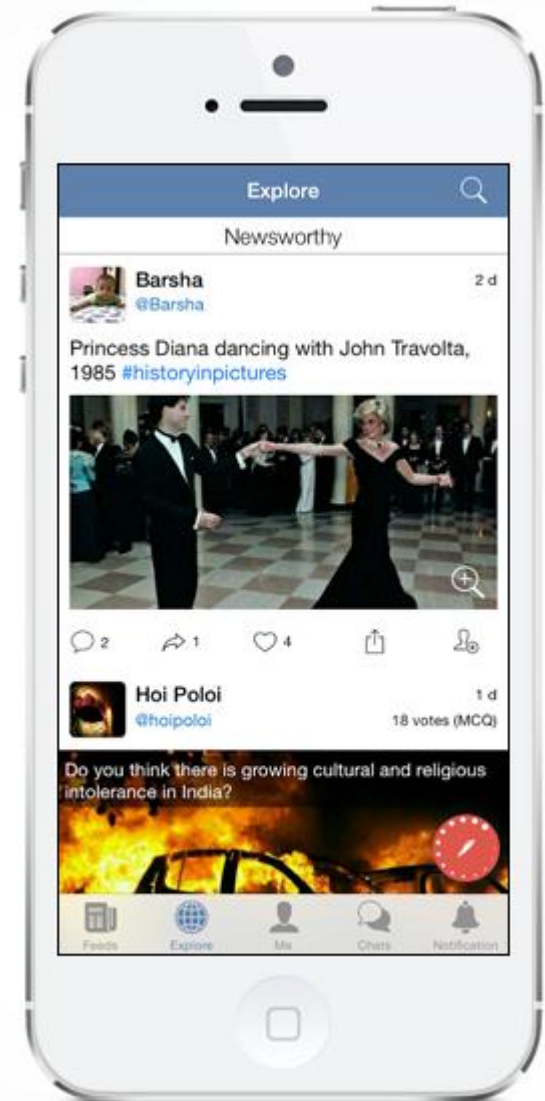 Explore
Newsworthy
Barsha
2 d
@Barsha
Princess Diana dancing with John Travolta,
1985 #historyinpictures
2
1
4
Hoi Poloi
1 d
@hoipoloi
18 votes (MCQ)
Do you think there is growing cultural and religious
intolerance in India?
Feeds
Explore
Me
Chats
Notification